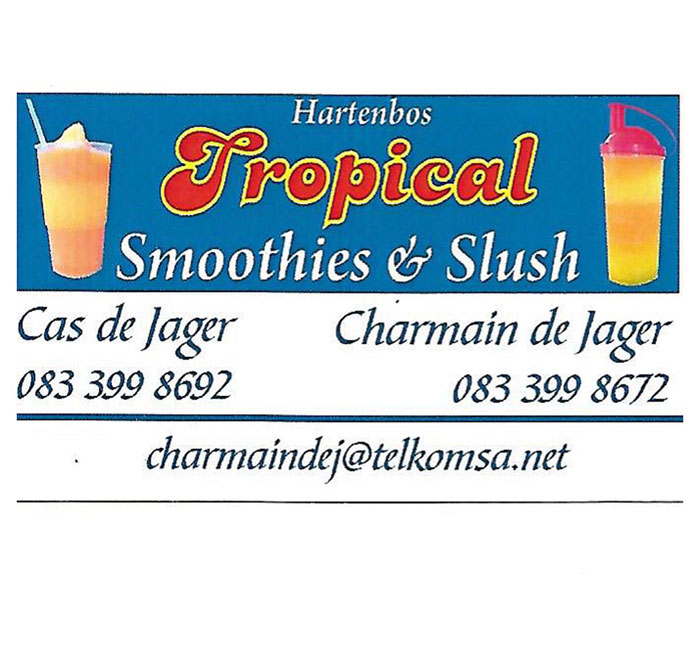 Hartenbos
Tropical
Smoothies & Slush
Cas de Jager
083 399 8692
Charmain de Jager
083 399 8672
charmaindej@telkomsa.net